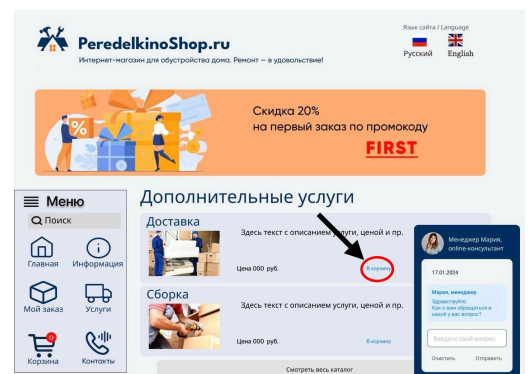 Язык сайта / Language
PeredelkinoShop.ru
Интернет-магазин для обустройства дома. Ремонт — в удовольствие!
Русский English
Скидка 20%
на первый заказ по промокоду
FIRST
%
Меню
Поиск
Главная Информация
Мой заказ Услуги
0
Корзина Контакты
Дополнительные услуги
Доставка
Здесь текст с описанием услуги, ценой и пр.
Цена 000 руб. В корзину
Сборка
Здесь текст с описанием услуги, ценой и пр.
Цена 000 руб. В корзину
Смотреть весь каталог
Менеджер Мария,
online-консультант
17.01.2024
Мария, менеджер
Здравствуйте.
Как к вам обращаться и
какой у вас вопрос?
Введите свой вопрос
Очистить Отправить